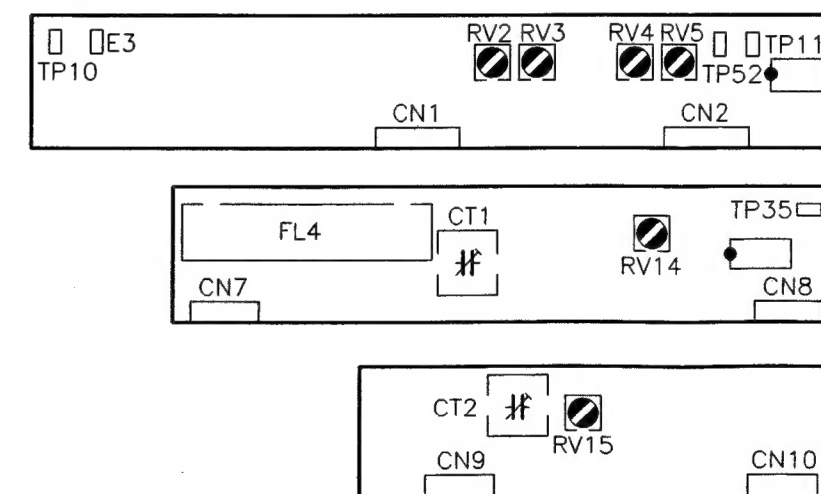 E3
TP10
RV2 RV3
RV4 RV5
TP11
TP52
CN1
CN2
FL4
CT1
RV14
TP35
CN7
CN8
CT2
RV15
CN9
CN10